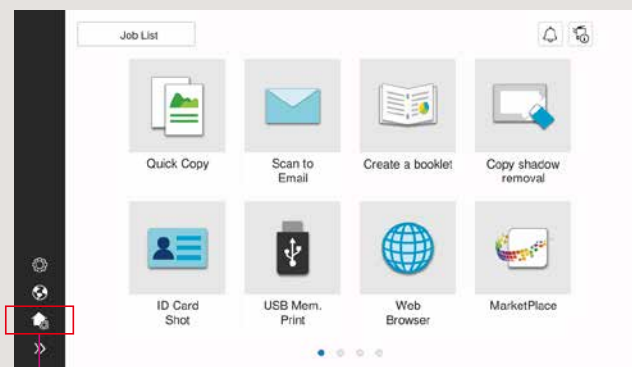 Job List
Quick Copy
Scan to
Email
Create a booklet
Copy shadow
removal
ID Card
Shot
USB Mem.
Print
Web
Browser
MarketPlace